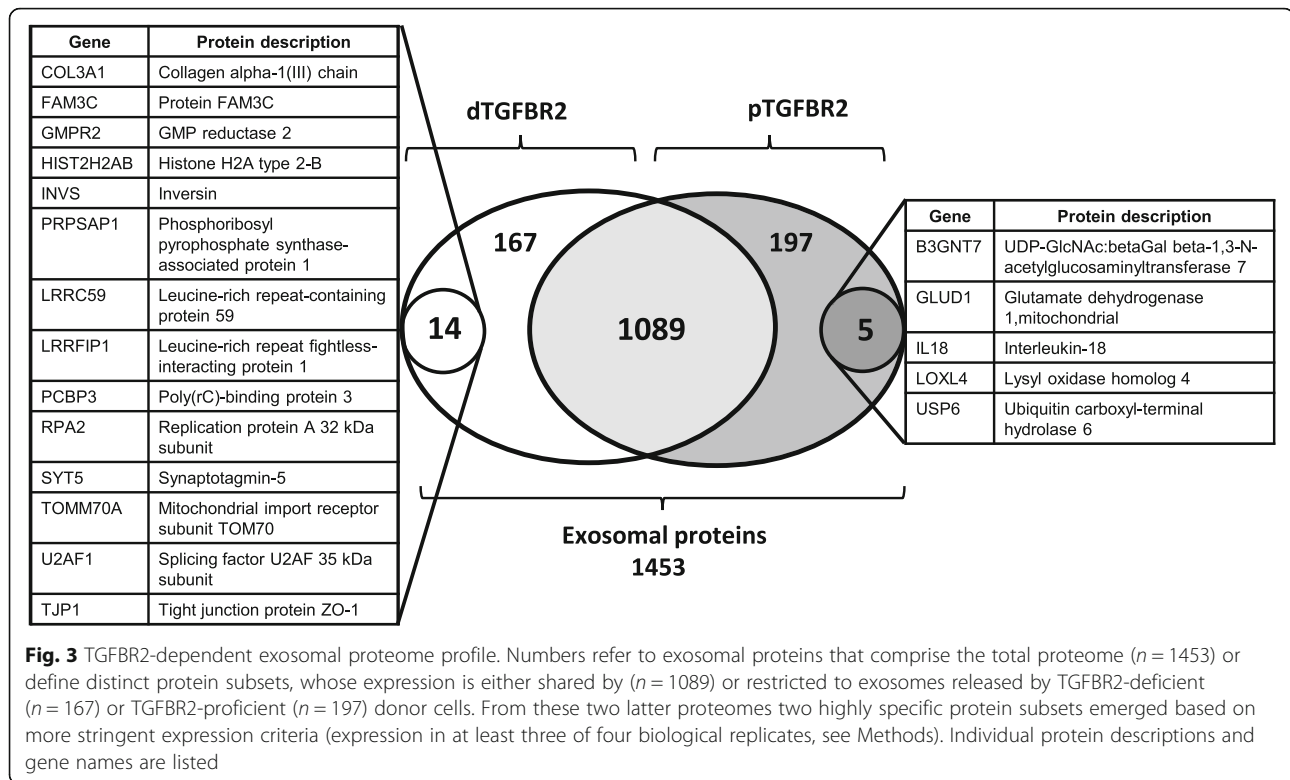 Gene Protein description
COL3A1 Collagen alpha-1(III) chain
FAM3C Protein FAM3C
GMPR2 GMP reductase 2
HIST2H2AB Histone H2A type 2-B
INVS Inversin
PRPSAP1 Phosphoribosyl
pyrophosphate synthase-
associated protein 1
LRRC59 Leucine-rich repeat-containing
protein 59
LRRFIP1 Leucine-rich repeat fightless-
interacting protein 1
PCBP3 Poly(rC)-binding protein 3
RPA2 Replication protein A 32 kDa
subunit
SYT5 Synaptotagmin-5
TOMM70A Mitochondrial import receptor
subunit TOM70
U2AF1 Splicing factor U2AF 35 kDa
subunit
TJP1 Tight junction protein ZO-1
dTGFBR2 pTGFBR2
167 197
14 1089 5
Exosomal proteins
1453
Gene Protein description
B3GNT7 UDP-GlcNAc:betaGal beta-1,3-N-
acetylglucosaminyltransferase 7
GLUD1 Glutamate dehydrogenase
1,mitochondrial
IL18 Interleukin-18
LOXL4 Lysyl oxidase homolog 4
USP6 Ubiquitin carboxyl-terminal
hydrolase 6
Fig. 3 TGFBR2-dependent exosomal proteome profile. Numbers refer to exosomal proteins that comprise the total proteome (n = 1453) or
define distinct protein subsets, whose expression is either shared by (n = 1089) or restricted to exosomes released by TGFBR2-deficient
(n = 167) or TGFBR2-proficient (n = 197) donor cells. From these two latter proteomes two highly specific protein subsets emerged based on
more stringent expression criteria (expression in at least three of four biological replicates, see Methods). Individual protein descriptions and
gene names are listed